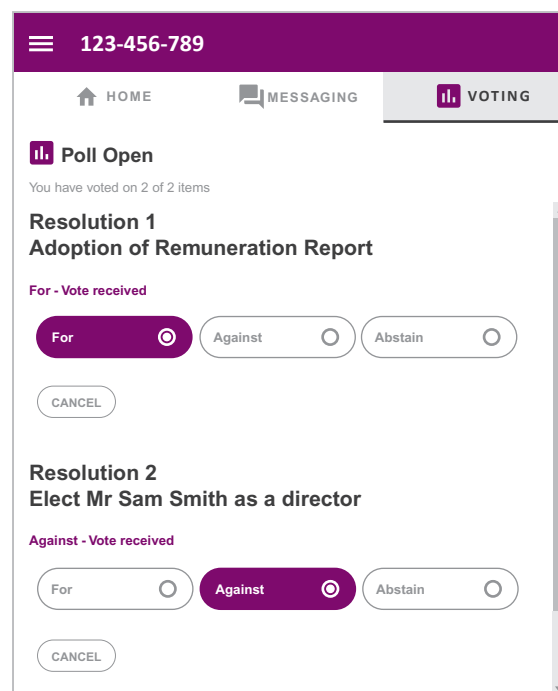 123-456-789
HOME MESSAGING VOTING
Poll Open
You have voted on 2 of 2 items
Resolution 1
Adoption of Remuneration Report
For - Vote received
For Against Abstain
CANCEL
Resolution 2
Elect Mr Sam Smith as a director
Against - Vote received
For Against Abstain
CANCEL